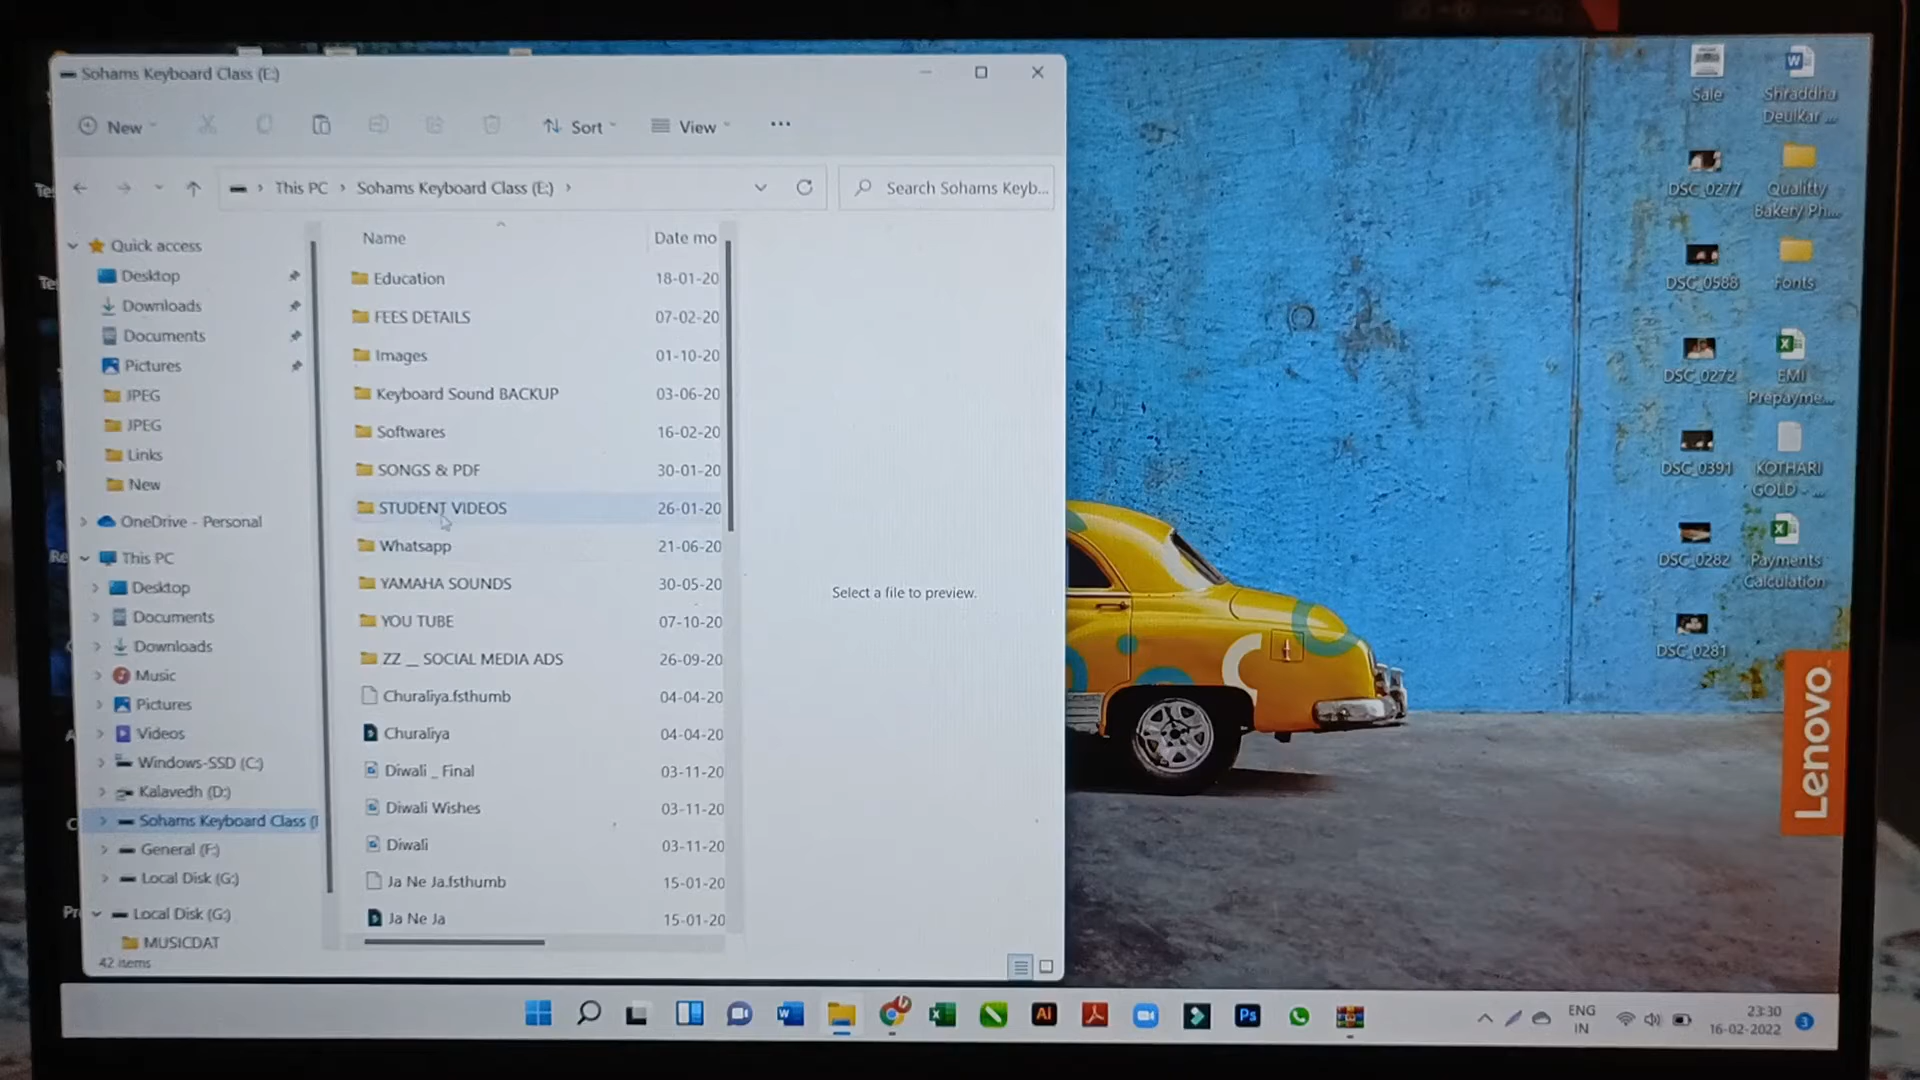 Sohams Keyboard Class (E:)
New
Sort
View
This PC
Sohams Keyboard Class (E:)
Search Sohams Keyb...
Name
Date mo
Quick access
Desktop
Downloads
Documents
Pictures
JPEG
JPEG
Links
New
OneDrive - Personal
This PC
Desktop
Documents
Downloads
Music
Pictures
Videos
Windows-SSD (C:)
Kalavedh (D:)
Sohams Keyboard Class (
General (F:)
Local Disk (G:)
Local Disk (G:)
MUSICDAT
42 items
Education 18-01-20
FEES DETAILS 07-02-20
Images 01-10-20
Keyboard Sound BACKUP 03-06-20
Softwares 16-02-20
SONGS & PDF 30-01-20
STUDENT VIDEOS 26-01-20
Whatsapp 21-06-20
YAMAHA SOUNDS 30-05-20
YOU TUBE 07-10-20
ZZ __ SOCIAL MEDIA ADS 26-09-20
Churaliya.fsthumb 04-04-20
Churaliya 04-04-20
Diwali _ Final 03-11-20
Diwali Wishes 03-11-20
Diwali 03-11-20
Ja Ne Ja.fsthumb 15-01-20
Ja Ne Ja 15-01-20
Select a file to preview.
Sale
Shraddha
Deulkar ...
DSC_0277
Qualifty
Bakery Ph...
DSC_0588
Fonts
DSC_0272
EMI
Prepayme...
DSC_0391
KOTHARI
GOLD - ...
DSC_0282
Payments
Calculation
DSC_0281
Lenovo
Ai
Ps
ENG
IN
23:30
16-02-2022
3